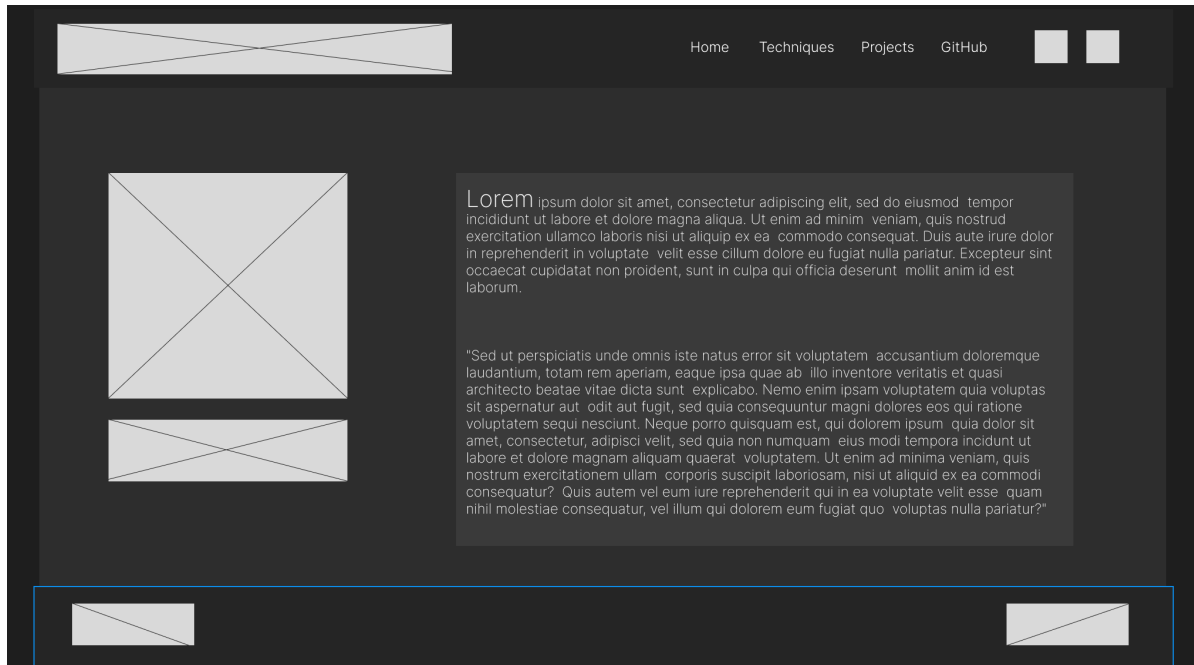 Home Techniques Projects GitHub
Lorem ipsum dolor sit amet, consectetur adipiscing elit, sed do eiusmod  tempor
incididunt ut labore et dolore magna aliqua. Ut enim ad minim  veniam, quis nostrud
exercitation ullamco laboris nisi ut aliquip ex ea  commodo consequat. Duis aute irure dolor
in reprehenderit in voluptate  velit esse cillum dolore eu fugiat nulla pariatur. Excepteur sint
occaecat cupidatat non proident, sunt in culpa qui officia deserunt  mollit anim id est
laborum.
"Sed ut perspiciatis unde omnis iste natus error sit voluptatem  accusantium doloremque
laudantium, totam rem aperiam, eaque ipsa quae ab  illo inventore veritatis et quasi
architecto beatae vitae dicta sunt  explicabo. Nemo enim ipsam voluptatem quia voluptas
sit aspernatur aut  odit aut fugit, sed quia consequuntur magni dolores eos qui ratione
voluptatem sequi nesciunt. Neque porro quisquam est, qui dolorem ipsum  quia dolor sit
amet, consectetur, adipisci velit, sed quia non numquam  eius modi tempora incidunt ut
labore et dolore magnam aliquam quaerat  voluptatem. Ut enim ad minima veniam, quis
nostrum exercitationem ullam  corporis suscipit laboriosam, nisi ut aliquid ex ea commodi
consequatur?  Quis autem vel eum iure reprehenderit qui in ea voluptate velit esse  quam
nihil molestiae consequatur, vel illum qui dolorem eum fugiat quo  voluptas nulla pariatur?"